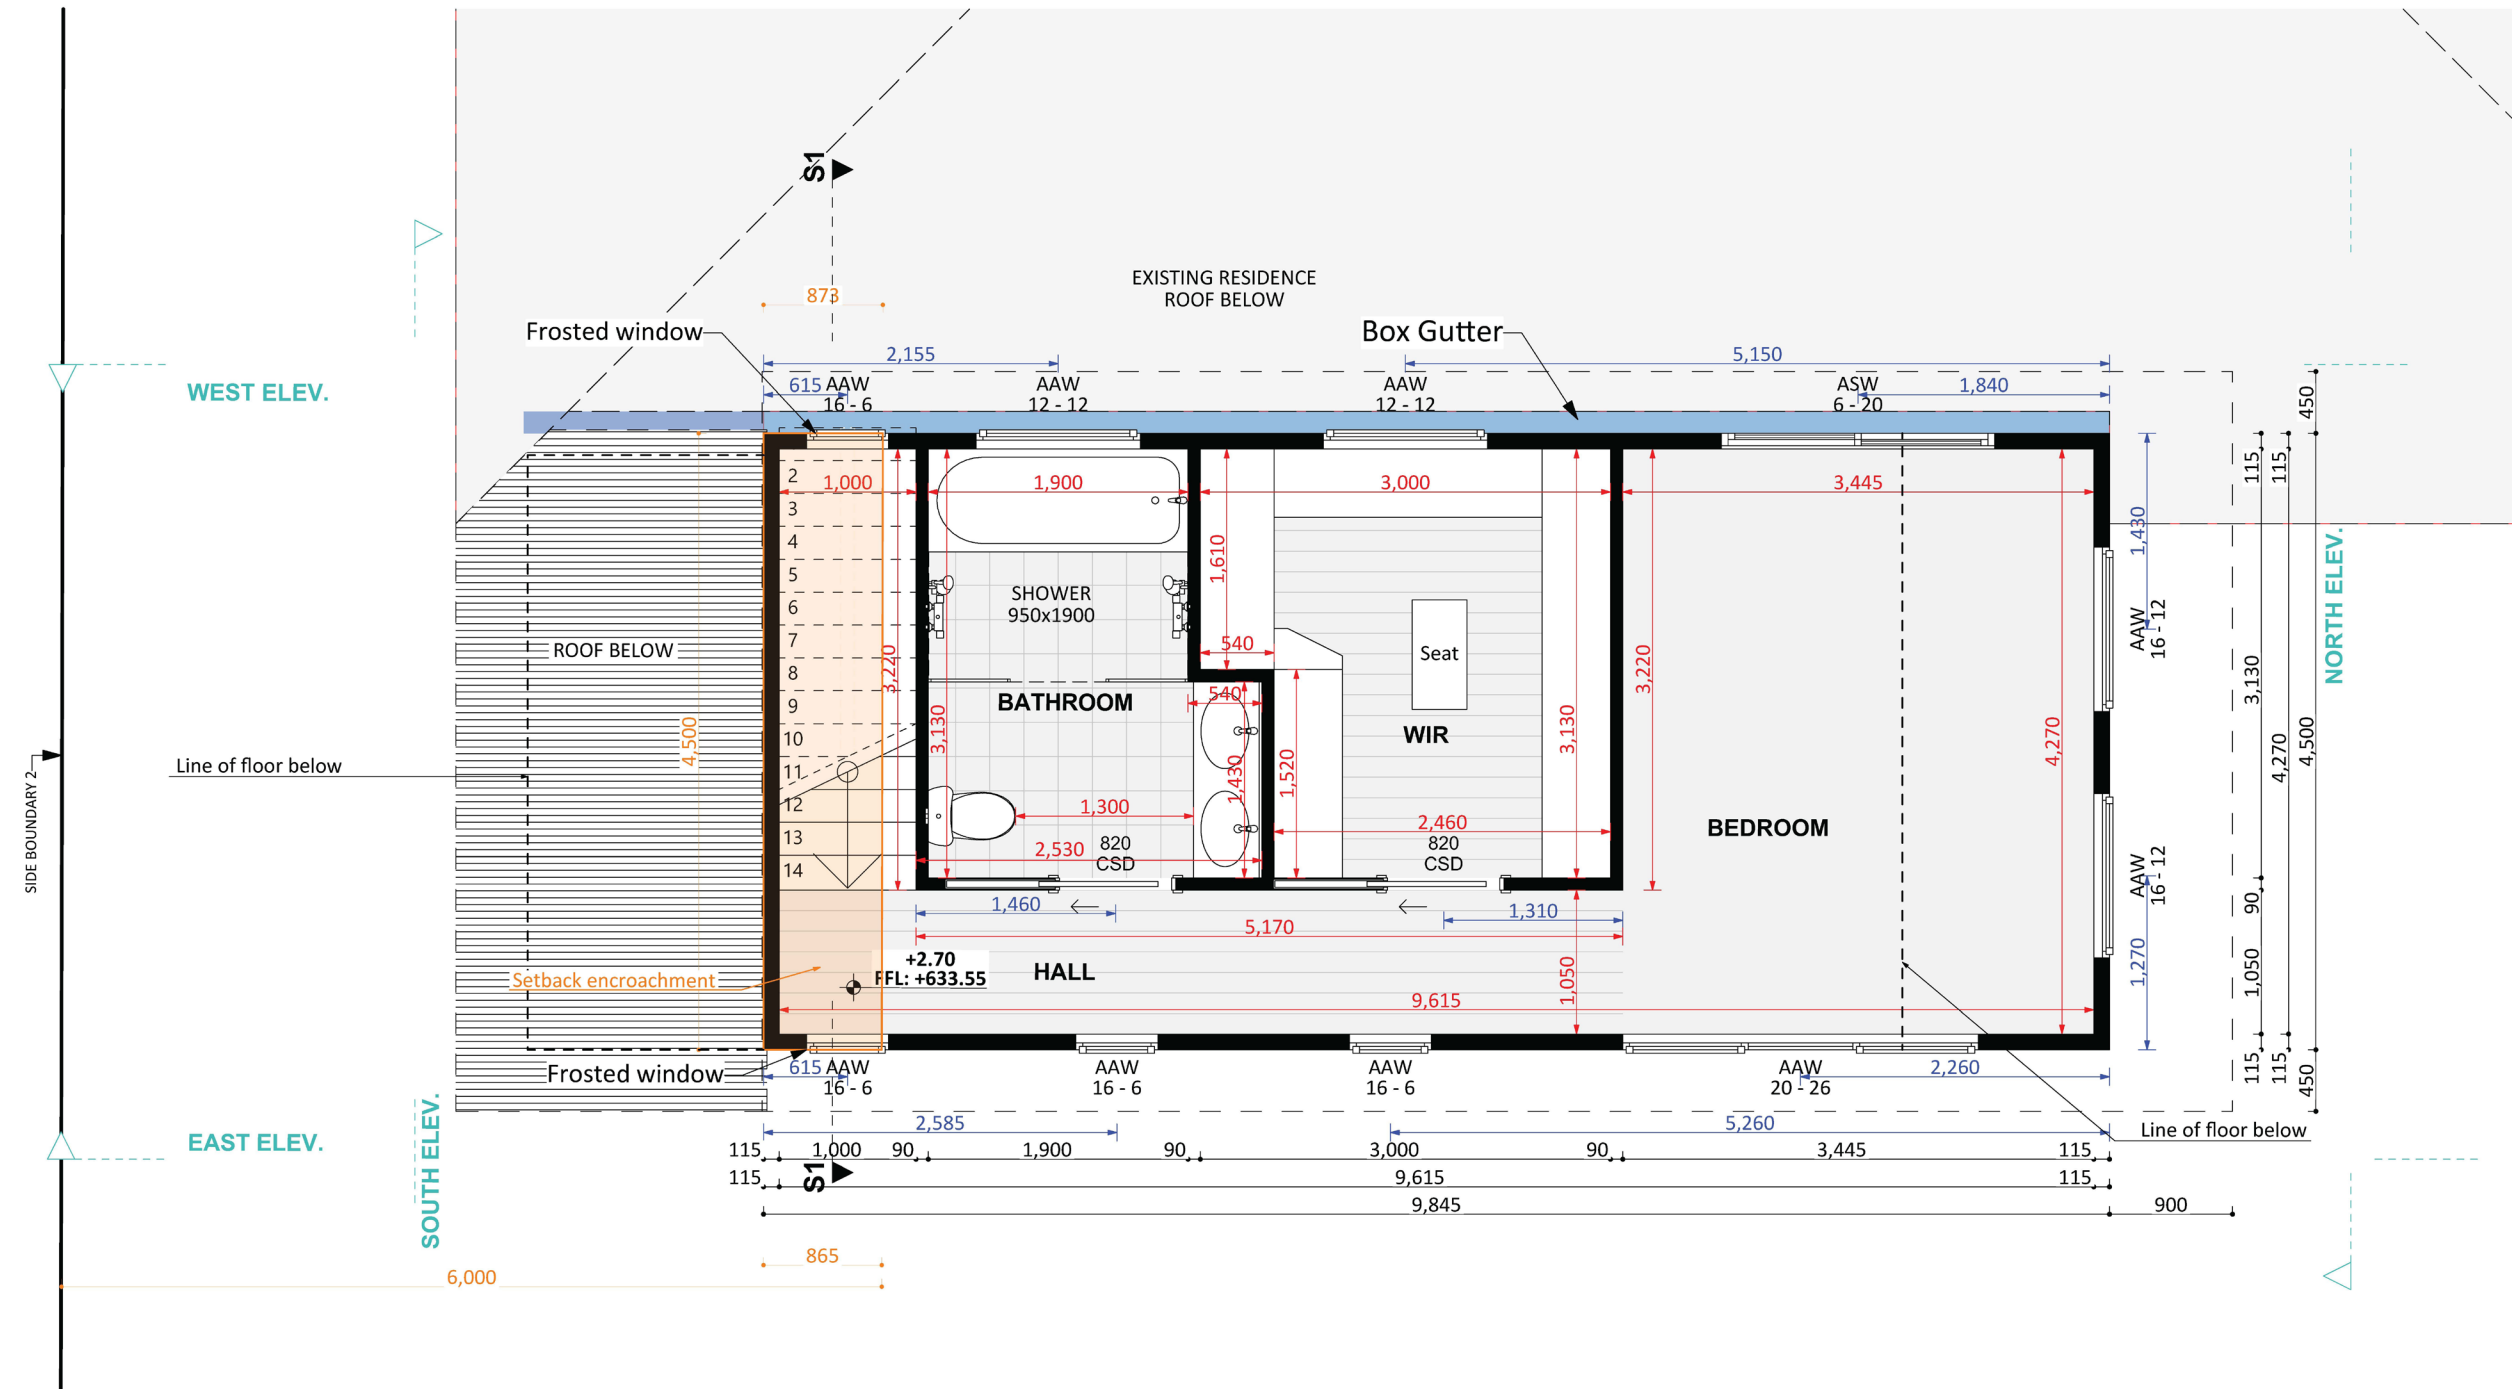 S1
EXISTING RESIDENCE
ROOF BELOW
873
Frosted window
Box Gutter
2,155
5,150
WEST ELEV.
615
AAW
16 - 6
AAW
12 - 12
AAW
12 - 12
ASW
6 - 20
1,840
450
115
115
1,000
1,900
3,000
3,445
2
3
4
5
6
7
8
9
10
11
12
13
14
1,430
1,610
SHOWER
950x1900
AAW
16 - 12
NORTH ELEV.
540
Seat
ROOF BELOW
3,220
3,220
3,130
BATHROOM
540
WIR
3,130
3,130
4,500
4,270
4,270
4,500
Line of floor below
SIDE BOUNDARY 2
1,430
1,520
1,300
2,460
BEDROOM
820
CSD
2,530
820
CSD
AAW
16 - 12
90
1,460
1,310
5,170
+2.70
FFL: +633.55
HALL
Setback encroachment
1,050
1,050
1,270
9,615
Frosted window
615
AAW
16 - 6
AAW
16 - 6
AAW
16 - 6
AAW
20 - 26
2,260
115
115
450
EAST ELEV.
SOUTH ELEV.
2,585
5,260
Line of floor below
115
1,000
90
1,900
90
3,000
90
3,445
115
S1
115
9,615
115
9,845
900
865
6,000